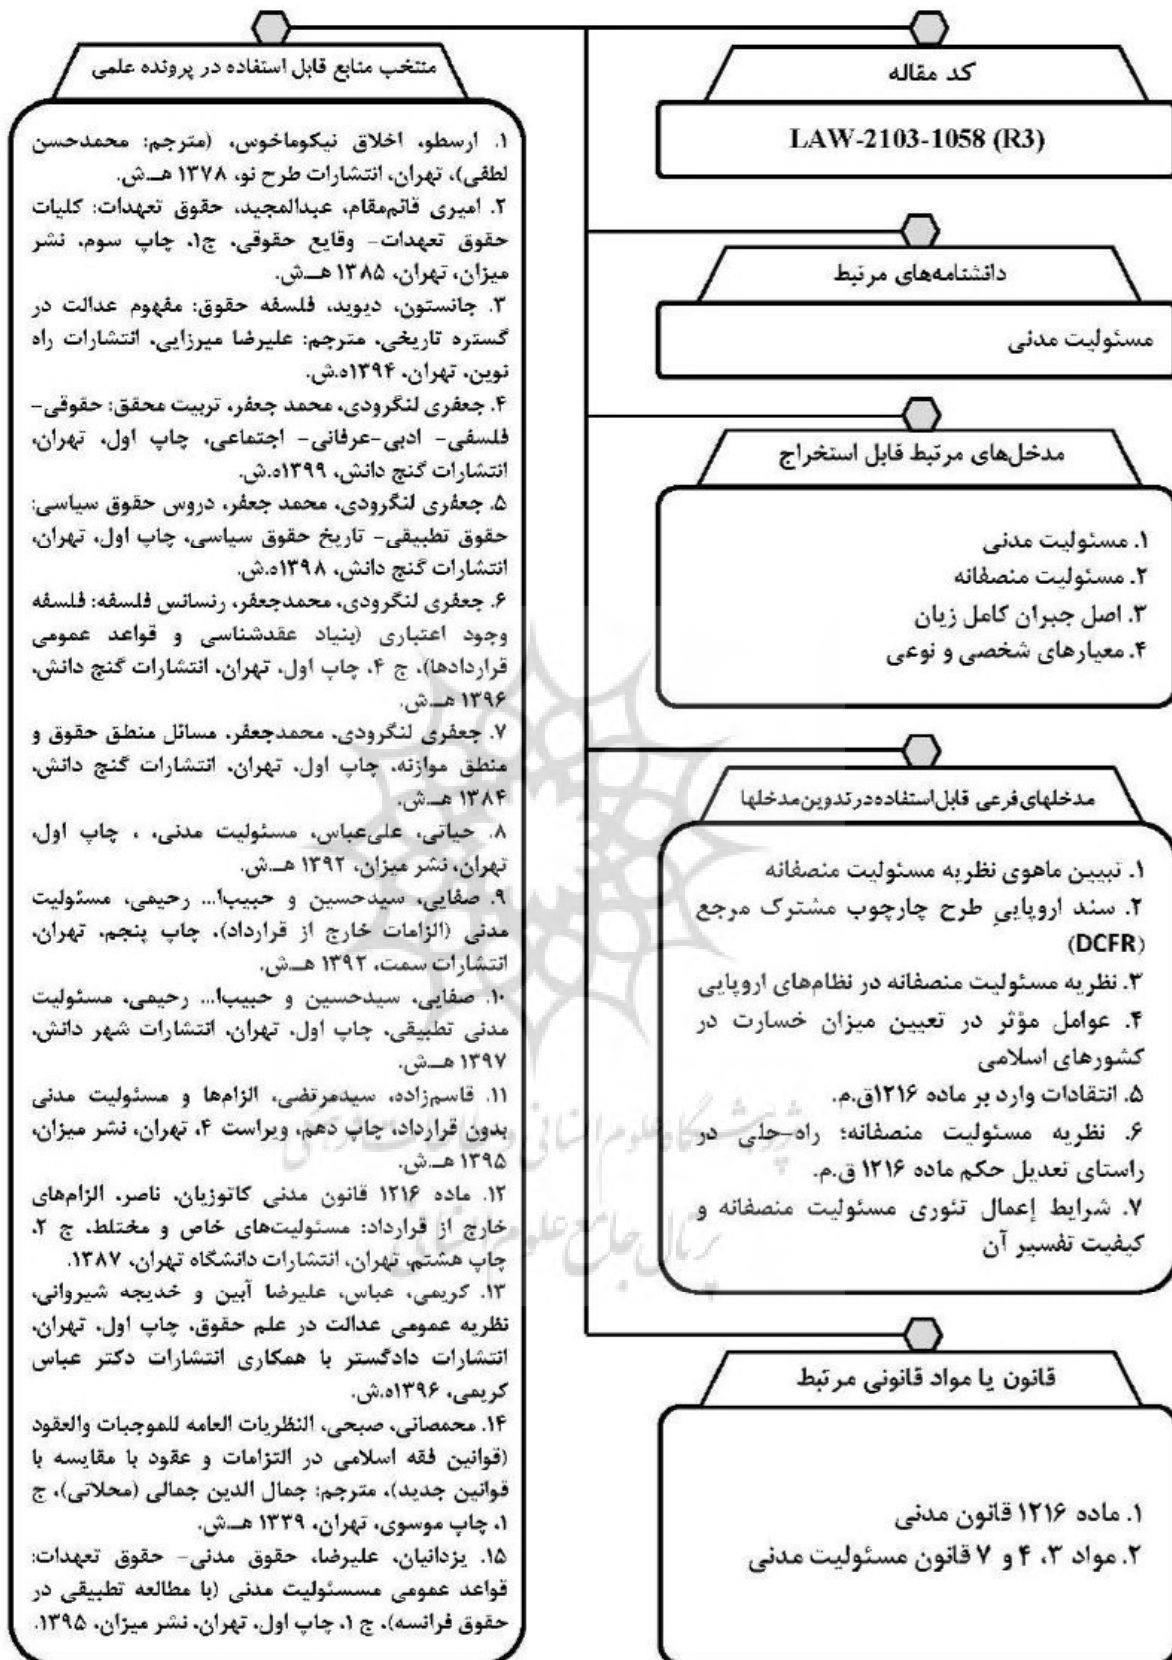 کد مقاله
LAW-2103-1058 (R3)
دانشنامه‌های مرتبط
مسئولیت مدنی
مدخل‌های مرتبط قابل استخراج
۱. مسئولیت مدنی
۲. مسئولیت منصفانه
۳. اصل جبران کامل زیان
۴. معیارهای شخصی و نوعی
مدخلهای فرعی قابل استفاده در تدوین مدخلها
۱. تبیین ماهوی نظریه مسئولیت منصفانه
۲. سند اروپاییِ طرح چارچوب مشترک مرجع
(DCFR)
۳. نظریه مسئولیت منصفانه در نظام‌های اروپایی
۴. عوامل مؤثر در تعیین میزان خسارت در
کشورهای اسلامی
۵. انتقادات وارد بر ماده ۱۲۱۶ق.م.
۶. نظریه مسئولیت منصفانه؛ راه‌حلی در
راستای تعدیل حکم ماده ۱۲۱۶ ق.م.
۷. شرایط إعمال تئوری مسئولیت منصفانه و
کیفیت تفسیر آن
قانون یا مواد قانونی مرتبط
۱. ماده ۱۲۱۶ قانون مدنی
۲. مواد ۳، ۴ و ۷ قانون مسئولیت مدنی
منتخب منابع قابل استفاده در پرونده علمی
۱. ارسطو، اخلاق نیکوماخوس، (مترجم: محمدحسن
لطفی)، تهران، انتشارات طرح نو، ۱۳۷۸ هـ.ش.
۲. امیری قائم‌مقام، عبدالمجید، حقوق تعهدات: کلیات
حقوق تعهدات- وقایع حقوقی، ج۱، چاپ سوم، نشر
میزان، تهران، ۱۳۸۵ هـ.ش.
۳. جانستون، دیوید، فلسفه حقوق: مفهوم عدالت در
گستره تاریخی، مترجم: علیرضا میرزایی، انتشارات راه
نوین، تهران، ۱۳۹۴ه.ش.
۴. جعفری لنگرودی، محمد جعفر، تربیت محقق: حقوقی-
فلسفی- ادبی-عرفانی- اجتماعی، چاپ اول، تهران،
انتشارات گنج دانش، ۱۳۹۹ه.ش.
۵. جعفری لنگرودی، محمد جعفر، دروس حقوق سیاسی:
حقوق تطبیقی- تاریخ حقوق سیاسی، چاپ اول، تهران،
انتشارات گنج دانش، ۱۳۹۸ه.ش.
۶. جعفری لنگرودی، محمدجعفر، رنسانس فلسفه: فلسفه
وجود اعتباری (بنیاد عقدشناسی و قواعد عمومی
قراردادها)، ج ۴، چاپ اول، تهران، انتشارات گنج دانش،
۱۳۹۶ هـ.ش.
۷. جعفری لنگرودی، محمدجعفر، مسائل منطق حقوق و
منطق موازنه، چاپ اول، تهران، انتشارات گنج دانش،
۱۳۸۴ هـ.ش.
۸. حیاتی، علی‌عباس، مسئولیت مدنی، ، چاپ اول،
تهران، نشر میزان، ۱۳۹۲ هـ.ش.
۹. صفایی، سیدحسین و حبیب‌ا... رحیمی، مسئولیت
مدنی (الزامات خارج از قرارداد)، چاپ پنجم، تهران،
انتشارات سمت، ۱۳۹۲ هـ.ش.
۱۰. صفایی، سیدحسین و حبیب‌ا... رحیمی، مسئولیت
مدنی تطبیقی، چاپ اول، تهران، انتشارات شهر دانش،
۱۳۹۷ هـ.ش.
۱۱. قاسم‌زاده، سیدمرتضی، الزام‌ها و مسئولیت مدنی
بدون قرارداد، چاپ دهم، ویراست ۴، تهران، نشر میزان،
۱۳۹۵ هـ.ش.
۱۲. ماده ۱۲۱۶ قانون مدنی کاتوزیان، ناصر، الزام‌های
خارج از قرارداد: مسئولیت‌های خاص و مختلط، ج ۲،
چاپ هشتم، تهران، انتشارات دانشگاه تهران، ۱۳۸۷.
۱۳. کریمی، عباس، علیرضا آبین و خدیجه شیروانی،
نظریه عمومی عدالت در علم حقوق، چاپ اول، تهران،
انتشارات دادگستر با همکاری انتشارات دکتر عباس
کریمی، ۱۳۹۶ه.ش.
۱۴. محمصانی، صبحی، النظریات العامه للموجبات والعقود
(قوانین فقه اسلامی در التزامات و عقود با مقایسه با
قوانین جدید)، مترجم: جمال الدین جمالی (محلاتی)، ج
۱، چاپ موسوی، تهران، ۱۳۳۹ هـ.ش.
۱۵. یزدانیان، علیرضا، حقوق مدنی- حقوق تعهدات:
قواعد عمومی مسسئولیت مدنی (با مطالعه تطبیقی در
حقوق فرانسه)، ج ۱، چاپ اول، تهران، نشر میزان، ۱۳۹۵.
پژوهشگاه علوم انسانی و مطالعات فرهنگی
پرتال جامع علوم انسانی